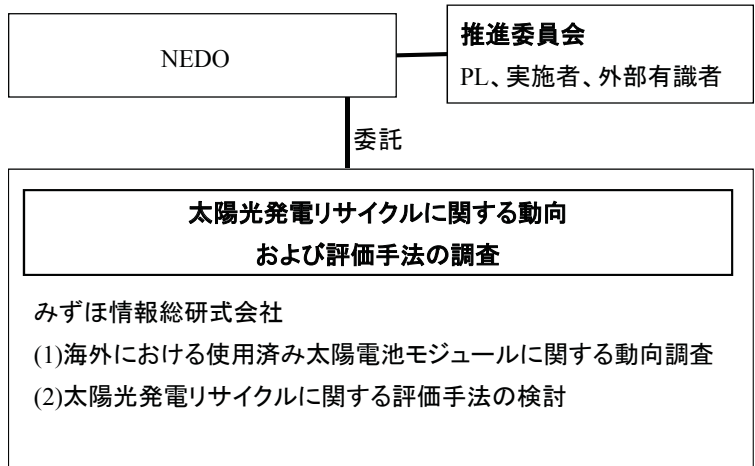 NEDO
推進委員会
PL、実施者、外部有識者
委託
太陽光発電リサイクルに関する動向
および評価手法の調査
みずほ情報総研式会社
(1)海外における使用済み太陽電池モジュールに関する動向調査
(2)太陽光発電リサイクルに関する評価手法の検討